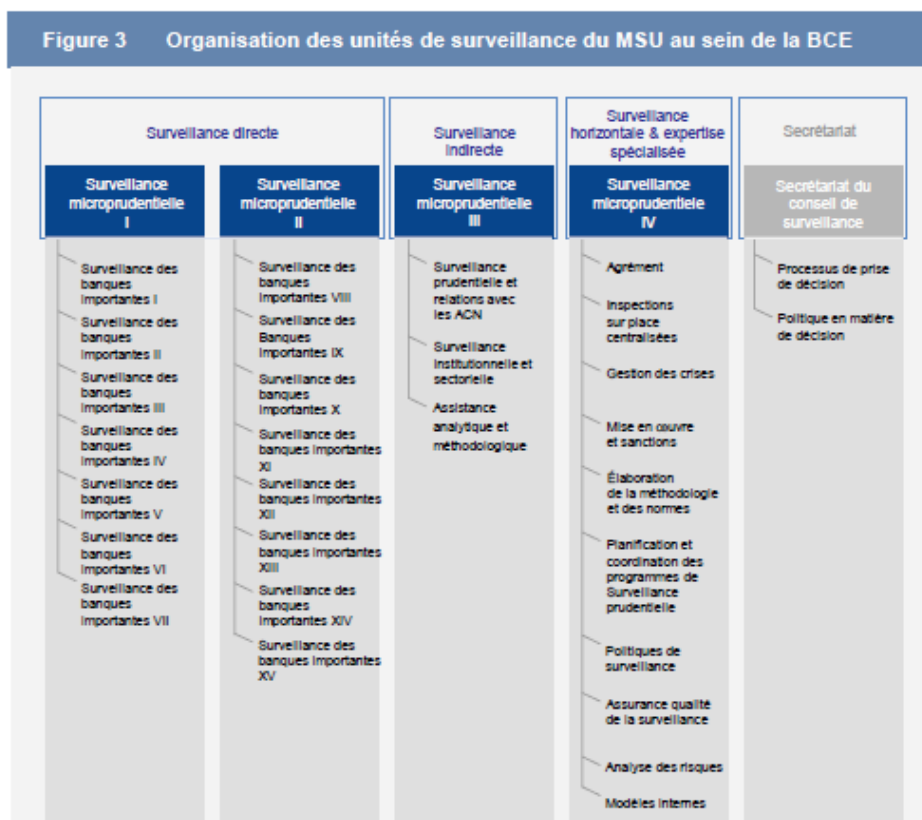 Figure 3 Organisation des unités de surveillance du MSU au sein de la BCE
Surveillance directe
Surveillance
microprudentielle
I
Surveillance des
banques
importantes I
Surveillance des
banques
importantes II
Surveillance des
banques
importantes III
Surveillance des
banques
importantes IV
Surveillance des
banques
importantes V
Surveillance des
banques
importantes VI
Surveillance des
banques
importantes VII
Surveillance
microprudentielle
II
Surveillance des
banques
importantes VIII
Surveillance des
Banques
importantes IX
Surveillance des
banques
importantes X
Surveillance des
banques importantes
XI
Surveillance des
banques importantes
XII
Surveillance des
banques importantes
XIII
Surveillance des
banques
importantes XIV
Surveillance des
banques importantes
XV
Surveillance
indirecte
Surveillance
microprudentielle
III
Surveillance
prudentielle et
relations avec
les ACN
Surveillance
institutionnelle et
sectorielle
Assistance
analytique et
méthodologique
Surveillance
horizontale & expertise
spécialisée
Surveillance
microprudentiele
IV
Agrément
Inspections
sur place
centralisées
Gestion des crises
Mise en œuvre
et sanctions
Élaboration
de la méthodologie
et des normes
Planification et
coordination des
programmes de
Surveillance
prudentielle
Politiques de
surveillance
Assurance qualité
de la surveillance
Analyse des risques
Modèles internes
Secrétariat
Secrétariat du
conseil de
surveillance
Processus de prise
de décision
Politique en matière
de décision